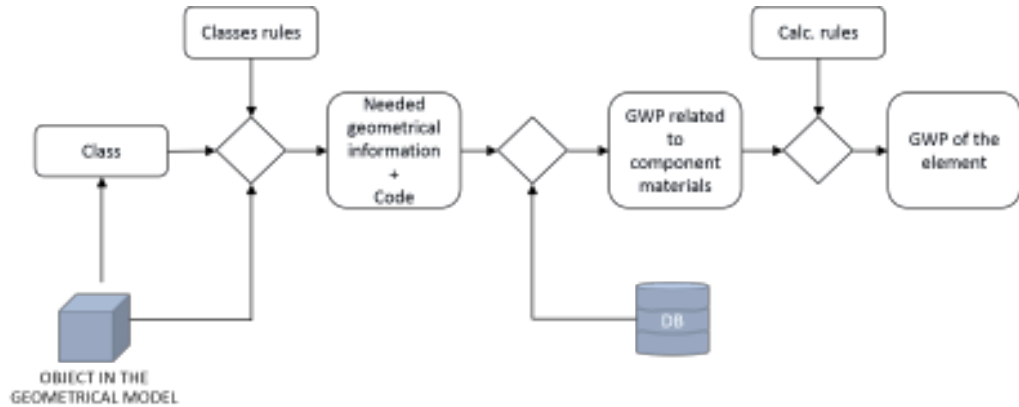 Classes rules
Calc. rules
Class
Needed
geometrical
information
+
Code
GWP related
to
component
materials
GWP of the
element
DB
OBJECT IN THE
GEOMETRICAL MODEL